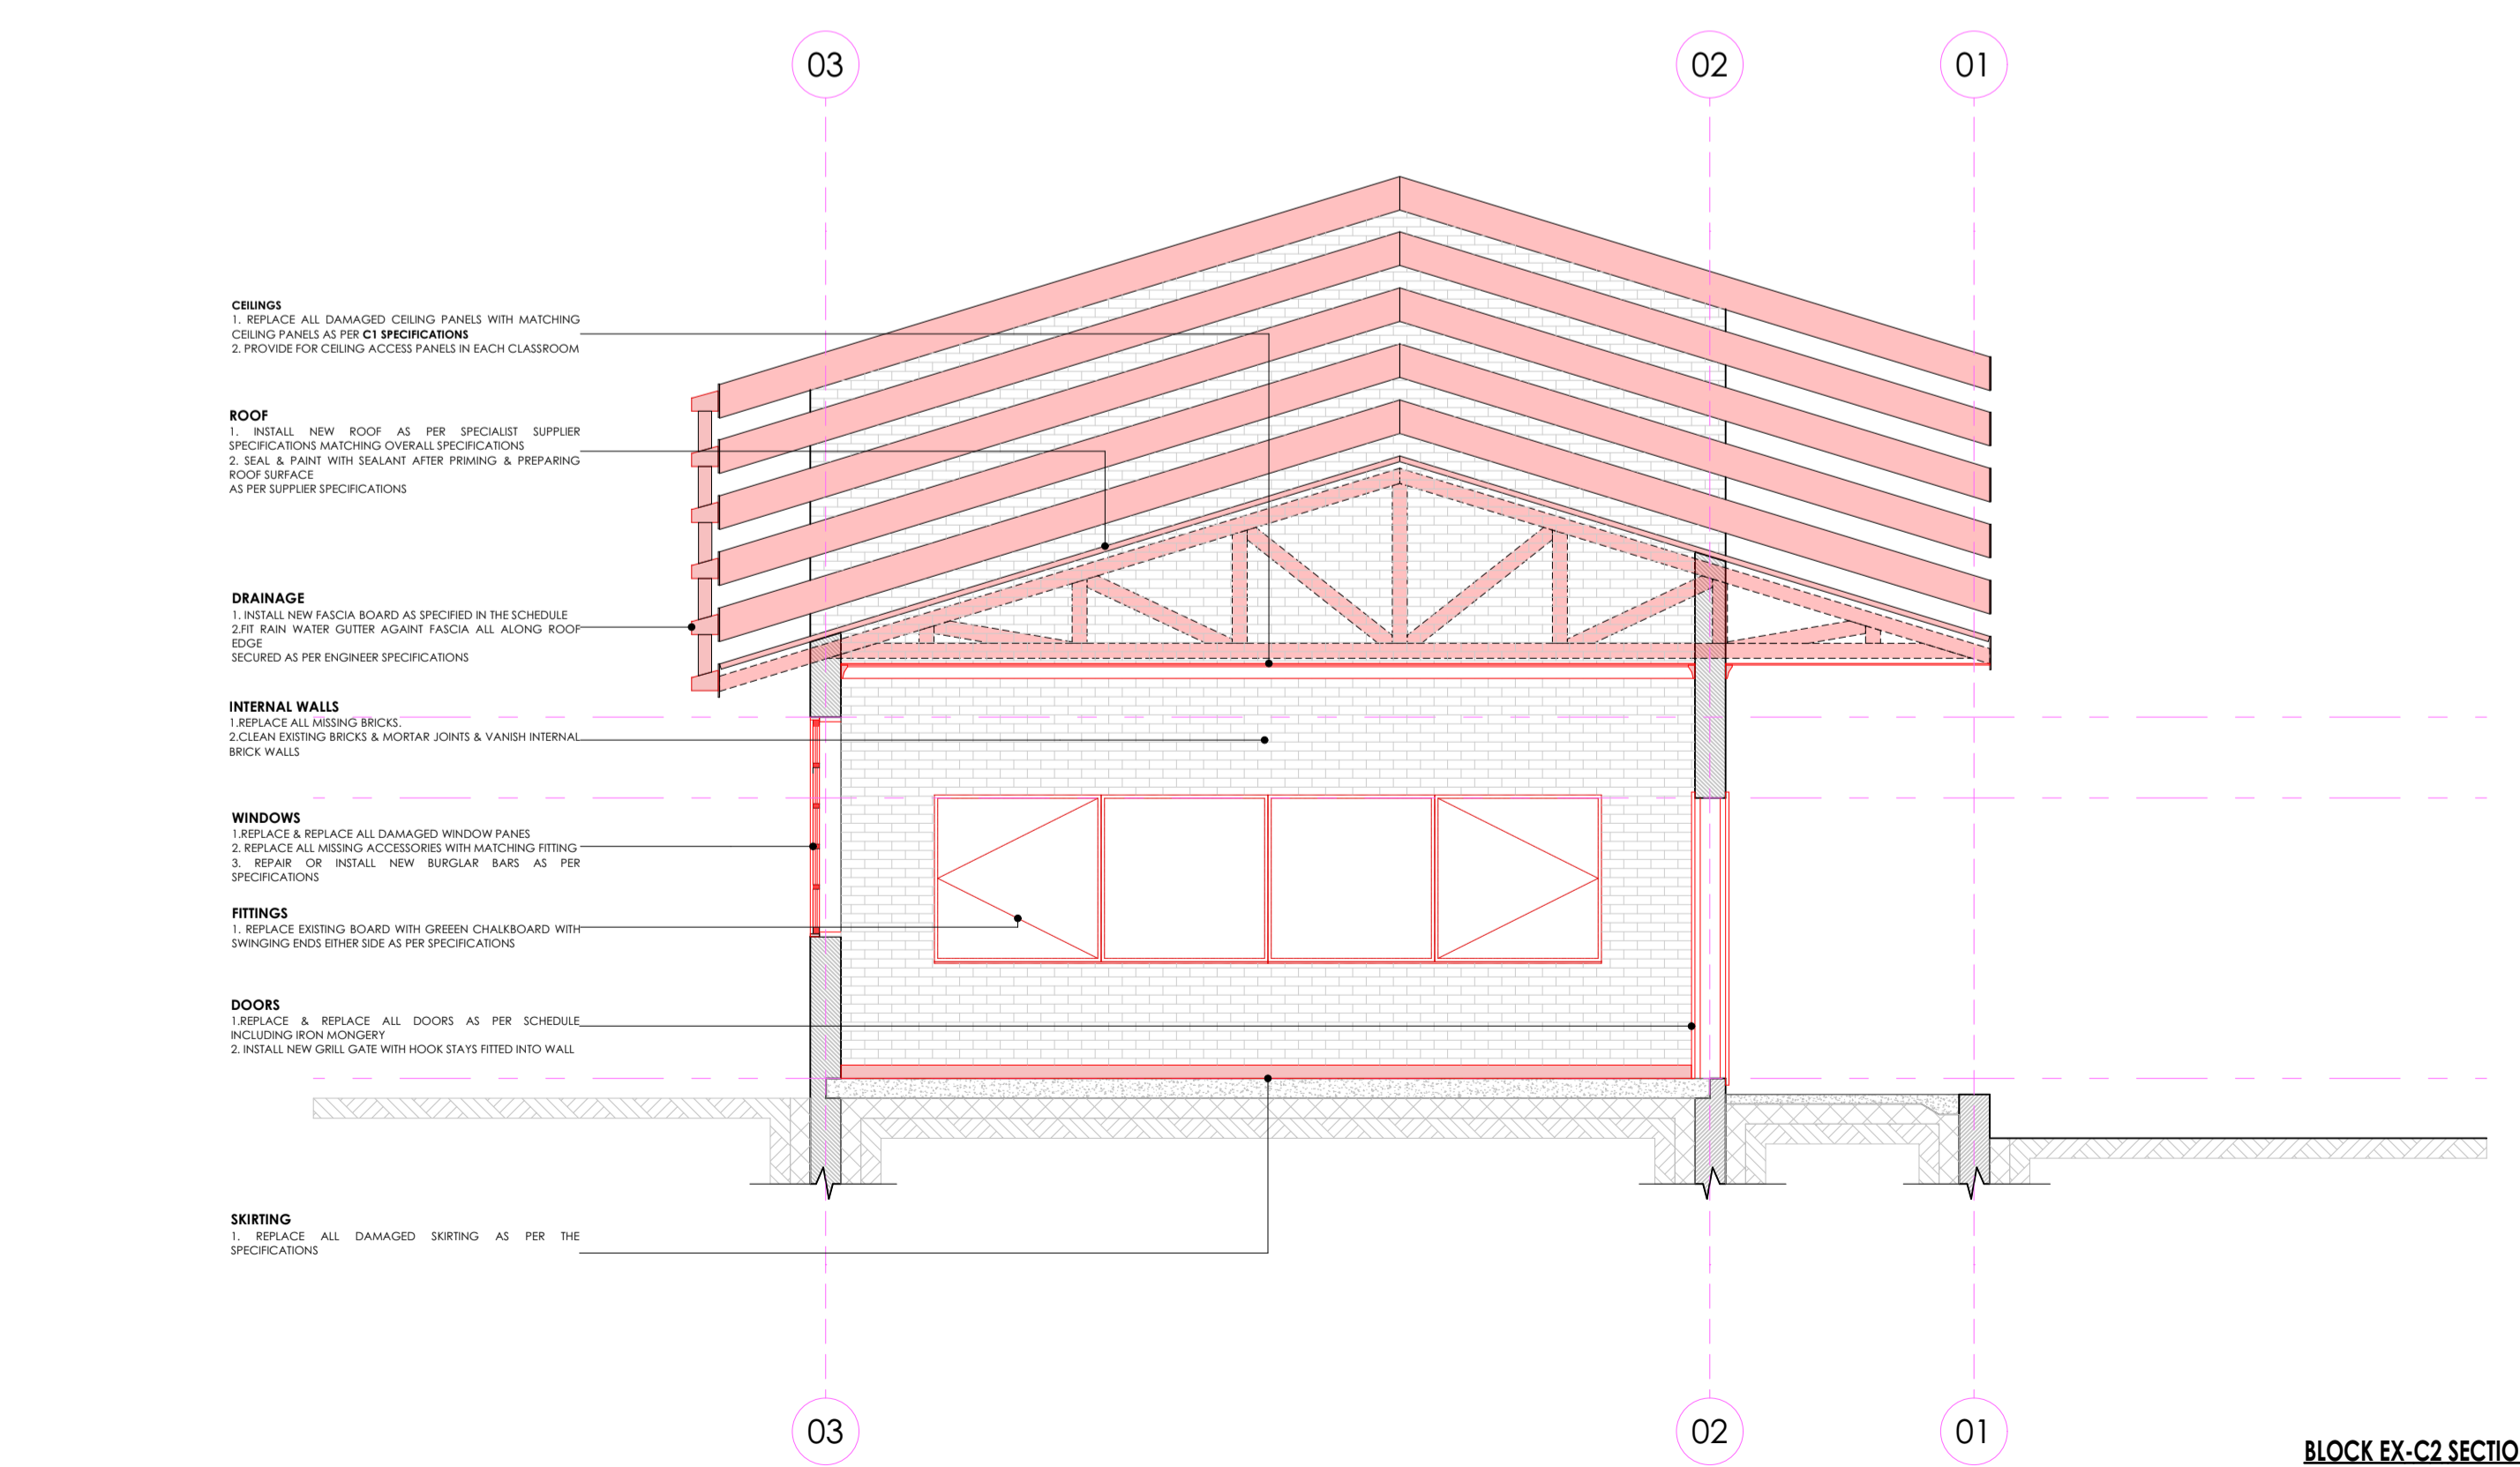 03
02
01
CEILINGS
1. REPLACE ALL DAMAGED CEILING PANELS WITH MATCHING
CEILING PANELS AS PER C1 SPECIFICATIONS
2. PROVIDE FOR CEILING ACCESS PANELS IN EACH CLASSROOM
ROOF
1. INSTALL NEW ROOF AS PER SPECIALIST SUPPLIER
SPECIFICATIONS MATCHING OVERALL SPECIFICATIONS
2. SEAL & PAINT WITH SEALANT AFTER PRIMING & PREPARING
ROOF SURFACE
AS PER SUPPLIER SPECIFICATIONS
DRAINAGE
1. INSTALL NEW FASCIA BOARD AS SPECIFIED IN THE SCHEDULE
2.FIT RAIN WATER GUTTER AGAINT FASCIA ALL ALONG ROOF
EDGE
SECURED AS PER ENGINEER SPECIFICATIONS
INTERNAL WALLS
1.REPLACE ALL MISSING BRICKS.
2.CLEAN EXISTING BRICKS & MORTAR JOINTS & VANISH INTERNAL
BRICK WALLS
WINDOWS
1.REPLACE & REPLACE ALL DAMAGED WINDOW PANES
2. REPLACE ALL MISSING ACCESSORIES WITH MATCHING FITTING
3. REPAIR OR INSTALL NEW BURGLAR BARS AS PER
SPECIFICATIONS
FITTINGS
1. REPLACE EXISTING BOARD WITH GREEEN CHALKBOARD WITH
SWINGING ENDS EITHER SIDE AS PER SPECIFICATIONS
DOORS
1.REPLACE & REPLACE ALL DOORS AS PER SCHEDULE
INCLUDING IRON MONGERY
2. INSTALL NEW GRILL GATE WITH HOOK STAYS FITTED INTO WALL
SKIRTING
1. REPLACE ALL DAMAGED SKIRTING AS PER THE
SPECIFICATIONS
03
02
01
BLOCK EX-C2 SECTIO